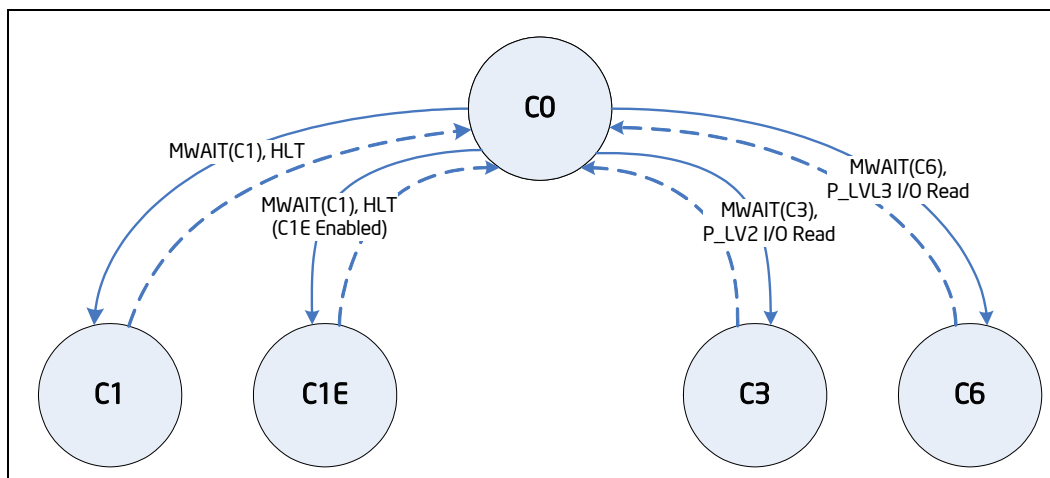 C0
MWAIT(C1), HLT
MWAIT(C1), HLT
(C1E Enabled)
MWAIT(C3),
P_LV2 I/O Read
MWAIT(C6),
P_LVL3 I/O Read
C1
C1E
C3
C6